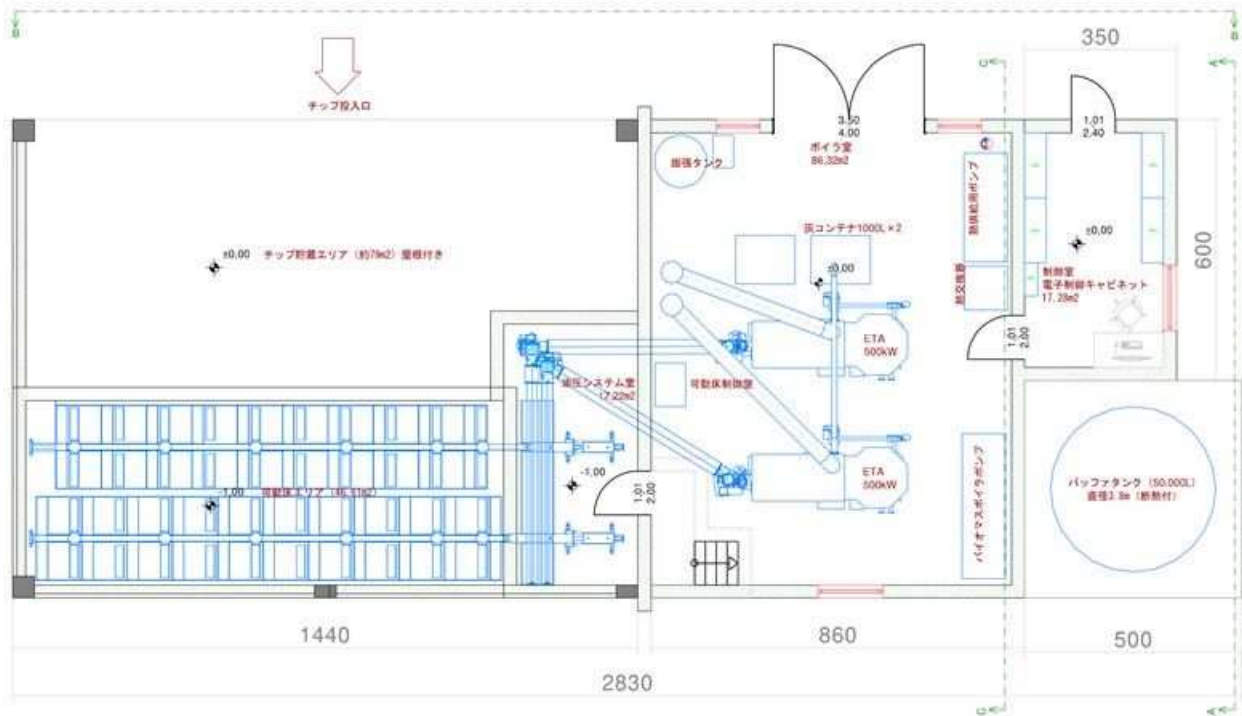 B
B
350
C
A
チップ投入口
3.50
4.00
1,01
2,40
ボイラ室
86,32m2
膨張タンク
熱供給用ポンプ
灰コンテナ1000L×2
±0,00
±0,00
チップ貯蔵エリア(約79m2)屋根付き
±0,00
600
制御室
電子制御キャビネット
17.28m2
熱交換器
1,01
2,00
ETA
500kW
油圧システム室
17.22m2
可動床制御盤
-1,00
-1,00
可動床エリア
1,01
2,00
ETA
500kW
バイオマスボイラポンプ
バッファタンク(50.000L)
直径3.8m(断熱付)
1440
860
500
2830
C
A